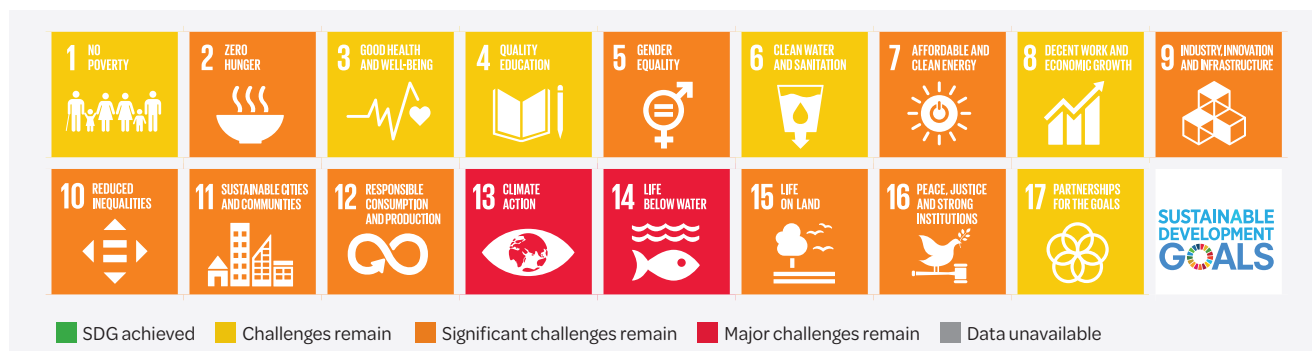 1 NO
POVERTY
2 ZERO
HUNGER
3 GOOD HEALTH
AND WELL-BEING
4 QUALITY
EDUCATION
5 GENDER
EQUALITY
6 CLEAN WATER
AND SANITATION
7 AFFORDABLE AND
CLEAN ENERGY
8 DECENT WORK AND
ECONOMIC GROWTH
9 INDUSTRY, INNOVATION
AND INFRASTRUCTURE
10 REDUCED
INEQUALITIES
11 SUSTAINABLE CITIES
AND COMMUNITIES
12 RESPONSIBLE
CONSUMPTION
AND PRODUCTION
13 CLIMATE
ACTION
14 LIFE
BELOW WATER
15 LIFE
ON LAND
16 PEACE, JUSTICE
AND STRONG
INSTITUTIONS
17 PARTNERSHIPS
FOR THE GOALS
SUSTAINABLE
DEVELOPMENT
GOALS
SDG achieved Challenges remain Significant challenges remain Major challenges remain Data unavailable